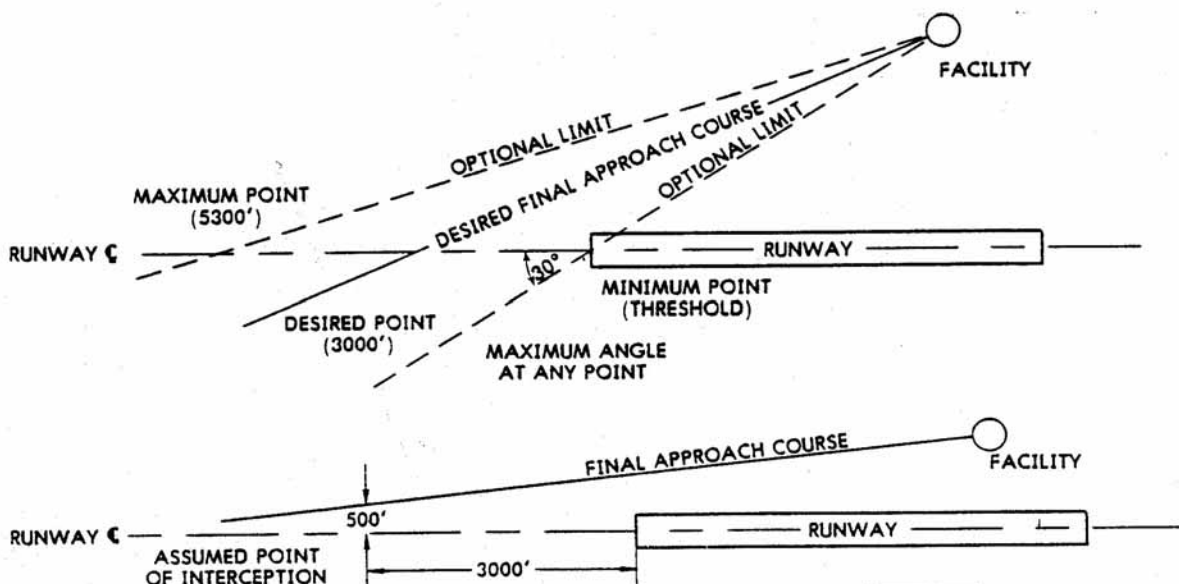 FACILITY
OPTIONAL LIMIT
DESIRED FINAL APPROACH COURSE
OPTIONAL LIMIT
MAXIMUM POINT
(5300′)
RUNWAY ℄
RUNWAY
30°
MINIMUM POINT
(THRESHOLD)
DESIRED POINT
(3000′)
MAXIMUM ANGLE
AT ANY POINT
FINAL APPROACH COURSE
FACILITY
500′
RUNWAY ℄
RUNWAY
ASSUMED POINT
OF INTERCEPTION
3000′